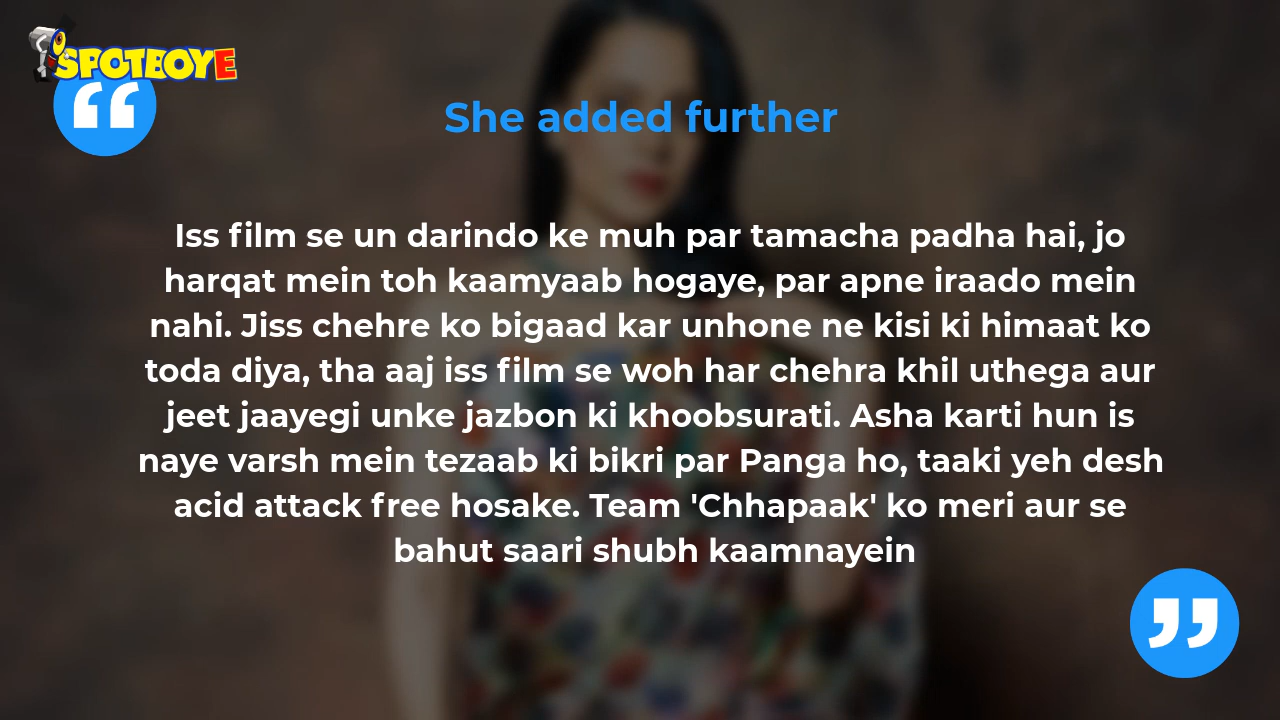 SPOTBOYE
She added further
Iss film se un darindo ke muh par tamacha padha hai, jo
harqat mein toh kaamyaab hogaye, par apne iraado mein
nahi. Jiss chehre ko bigaad kar unhone ne kisi ki himaat ko
toda diya, tha aaj iss film se woh har chehra khil uthega aur
jeet jaayegi unke jazbon ki khoobsurati. Asha karti hun is
naye varsh mein tezaab ki bikri par Panga ho, taaki yeh desh
acid attack free hosake. Team 'Chhapaak' ko meri aur se
bahut saari shubh kaamnayein